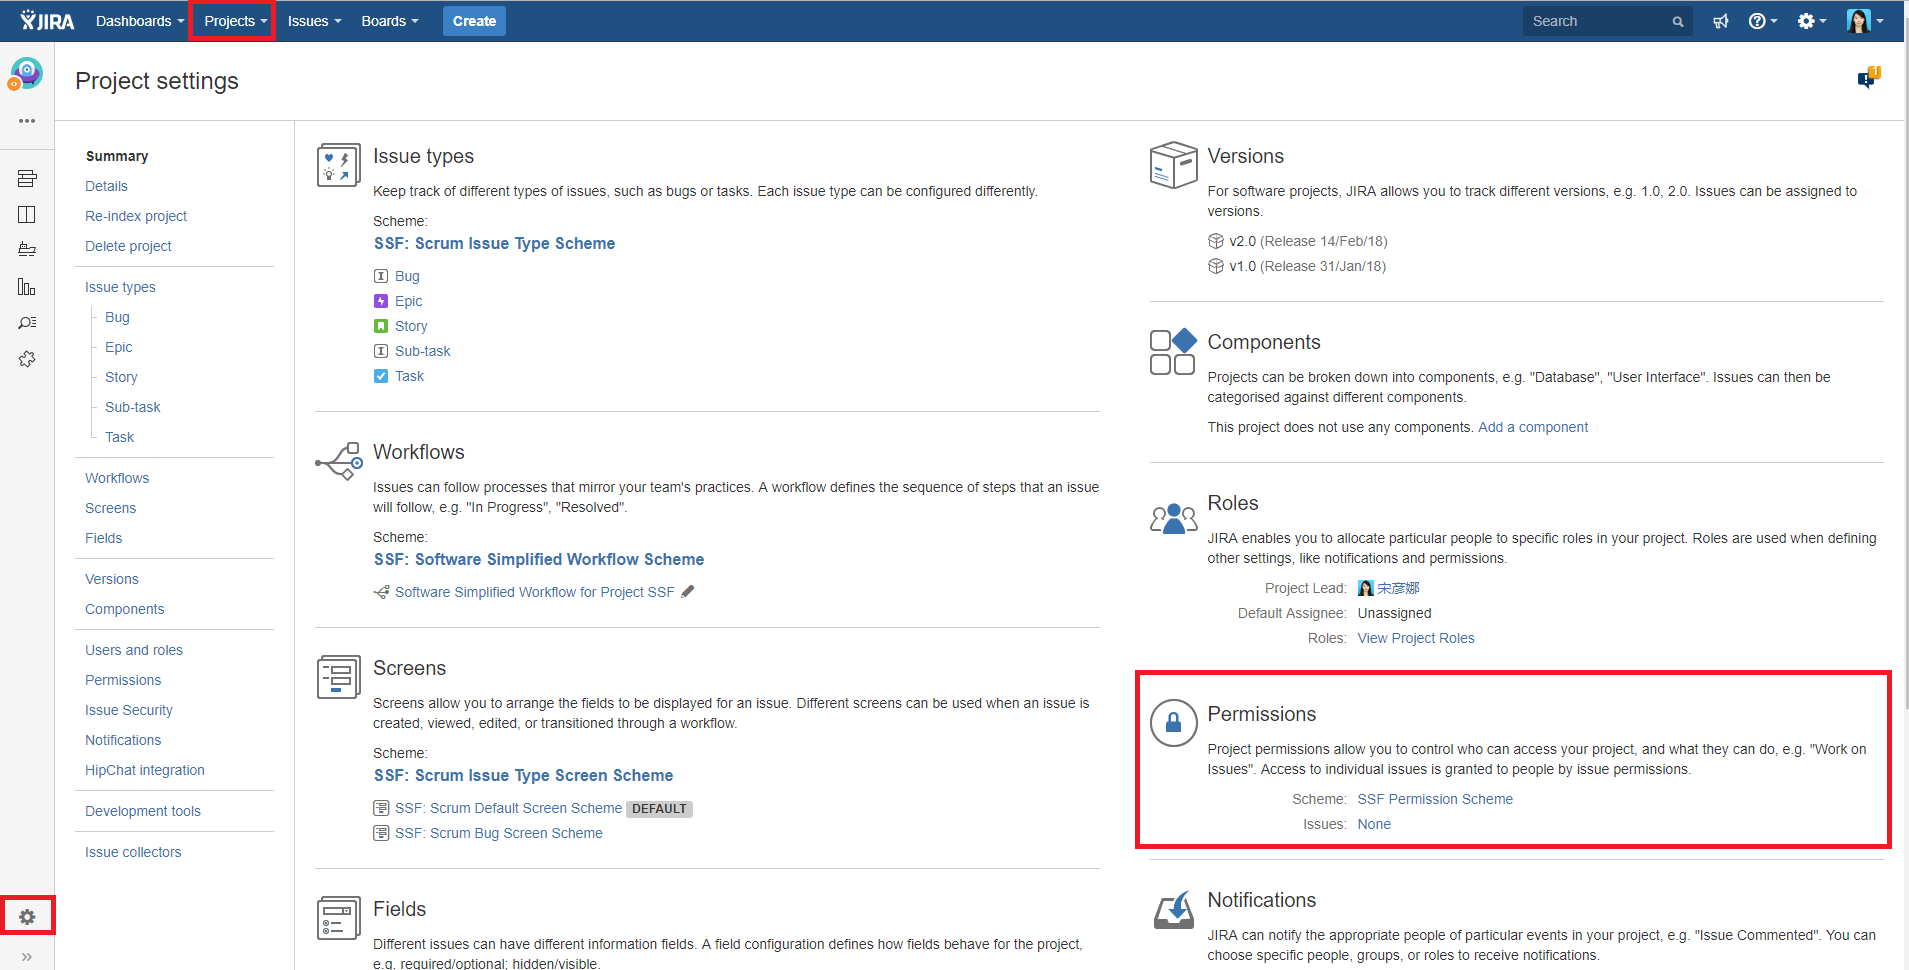 JIRA Dashboards Projects Issues Boards Create Search
Project settings
1
Summary
Details
Re-index project
Delete project
Issue types
Bug
Epic
Story
Sub-task
Task
Workflows
Screens
Fields
Versions
Components
Users and roles
Permissions
Issue Security
Notifications
HipChat integration
Development tools
Issue collectors
Issue types
Keep track of different types of issues, such as bugs or tasks. Each issue type can be configured differently.
Scheme:
SSF: Scrum Issue Type Scheme
Bug
Epic
Story
Sub-task
Task
Workflows
Issues can follow processes that mirror your team's practices. A workflow defines the sequence of steps that an issue
will follow, e.g. "In Progress", "Resolved".
Scheme:
SSF: Software Simplified Workflow Scheme
Software Simplified Workflow for Project SSF
Screens
Screens allow you to arrange the fields to be displayed for an issue. Different screens can be used when an issue is
created, viewed, edited, or transitioned through a workflow.
Scheme:
SSF: Scrum Issue Type Screen Scheme
SSF: Scrum Default Screen Scheme DEFAULT
SSF: Scrum Bug Screen Scheme
Fields
Different issues can have different information fields. A field configuration defines how fields behave for the project,
e.g. required/optional; hidden/visible.
Versions
For software projects, JIRA allows you to track different versions, e.g. 1.0, 2.0. Issues can be assigned to
versions.
v2.0 (Release 14/Feb/18)
v1.0 (Release 31/Jan/18)
Components
Projects can be broken down into components, e.g. "Database", "User Interface". Issues can then be
categorised against different components.
This project does not use any components. Add a component
Roles
JIRA enables you to allocate particular people to specific roles in your project. Roles are used when defining
other settings, like notifications and permissions.
Project Lead: 宋彦娜
Default Assignee: Unassigned
Roles: View Project Roles
Permissions
Project permissions allow you to control who can access your project, and what they can do, e.g. "Work on
Issues". Access to individual issues is granted to people by issue permissions.
Scheme: SSF Permission Scheme
Issues: None
Notifications
JIRA can notify the appropriate people of particular events in your project, e.g. "Issue Commented". You can
choose specific people, groups, or roles to receive notifications.